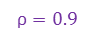 ρ = 0.9